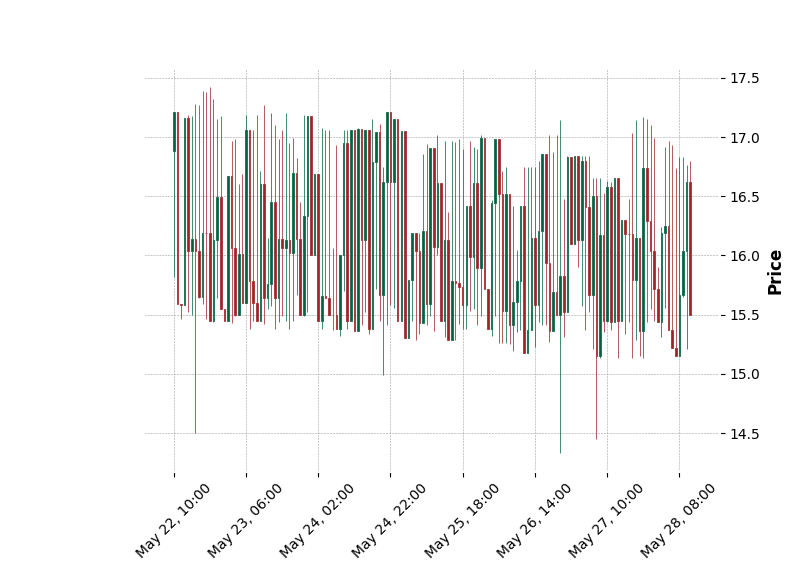 17.5
17.0
16.5
16.0
15.5
15.0
14.5
Price
May 22, 10:00
May 23, 06:00
May 24, 02:00
May 24, 22:00
May 25, 18:00
May 26, 14:00
May 27, 10:00
May 28, 08:00